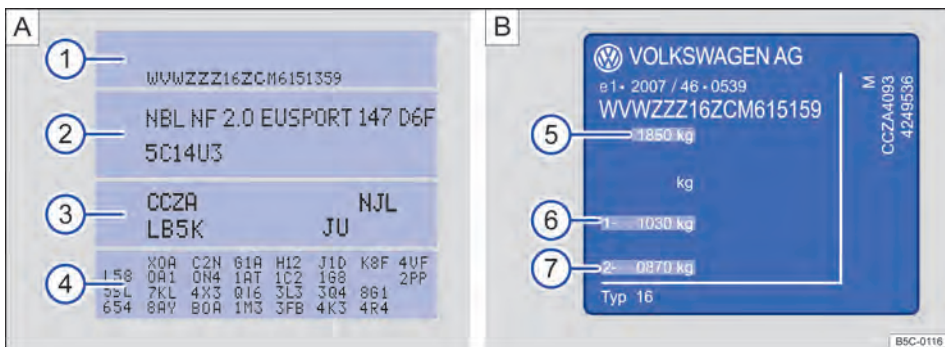 A
1
WVWZZZ16ZCM6151359
2
NBL NF 2.0 EUSPORT 147 D6F
5C14U3
3
CCZA NJL
LB5K JU
4
X0A C2N G1A H12 J1D K8F 4VF
L58 0A1 0N4 1AT 1C2 1G8 2PP
55L 7KL 4X3 QI6 3L3 3Q4 8G1
654 8AY B0A 1M3 3FB 4K3 4R4
B
VOLKSWAGEN AG
e1• 2007 / 46 • 0539
WVWZZZ16ZCM615159
5
1850 kg
kg
6
1- 1030 kg
7
2- 0870 kg
Typ 16
M
CCZA4093
4249536
B5C-0116